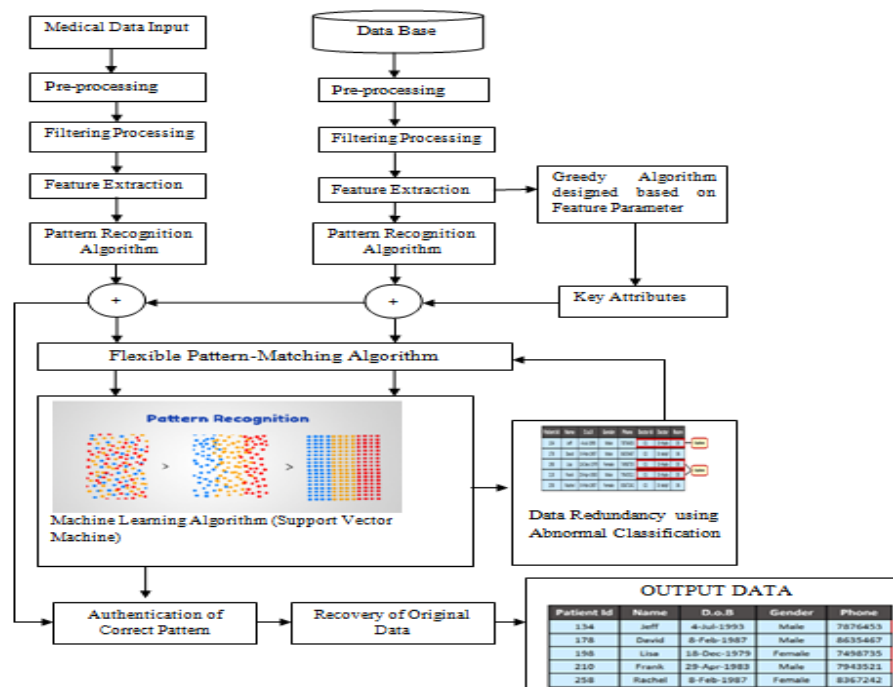 Medical Data Input
Data Base
Pre-processing
Pre-processing
Filtering Processing
Filtering Processing
Feature Extraction
Feature Extraction
Greedy Algorithm
designed based on
Feature Parameter
Pattern Recognition
Algorithm
Pattern Recognition
Algorithm
+
+
Key Attributes
Flexible Pattern-Matching Algorithm
Pattern Recognition
>
>
Machine Learning Algorithm (Support Vector
Machine)
Data Redundancy using
Abnormal Classification
Authentication of
Correct Pattern
Recovery of Original
Data
OUTPUT DATA
Patient Id Name D.o.B Gender Phone
134 Jeff 4-Jul-1993 Male 7876453
178 David 8-Feb-1987 Male 8635467
198 Lisa 18-Dec-1979 Female 7498735
210 Frank 29-Apr-1983 Male 7943521
258 Rachel 8-Feb-1987 Female 8367242